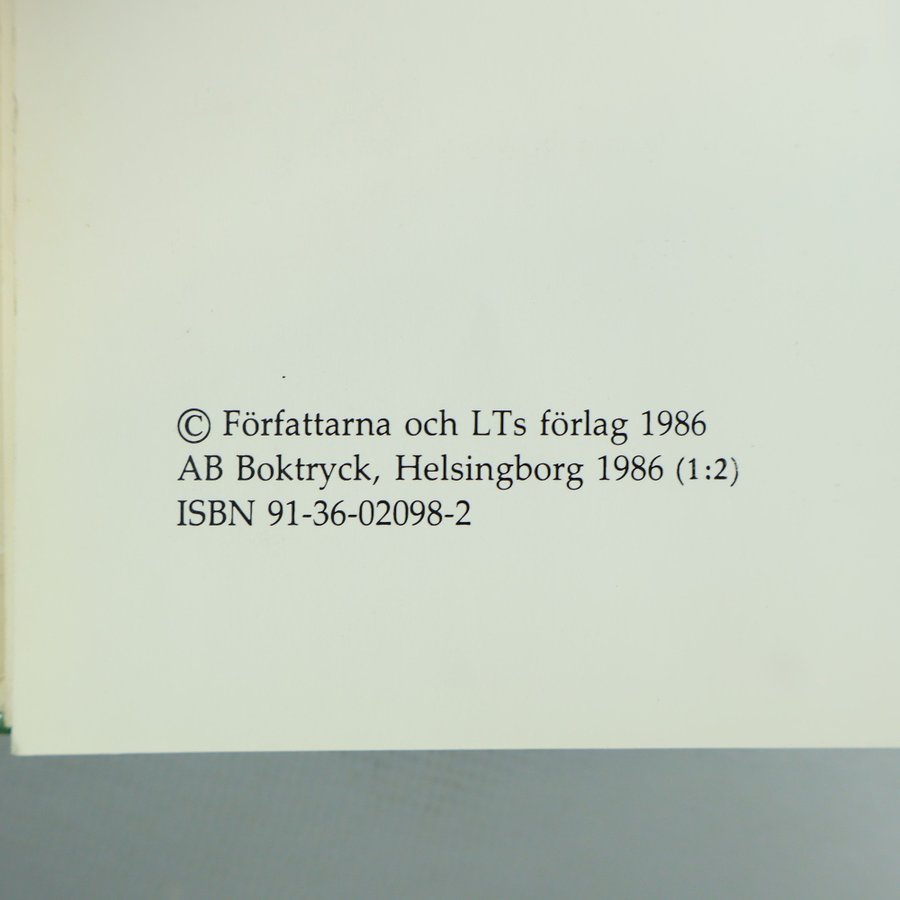 © Författarna och LTs förlag 1986
AB Boktryck, Helsingborg 1986 (1:2)
ISBN 91-36-02098-2